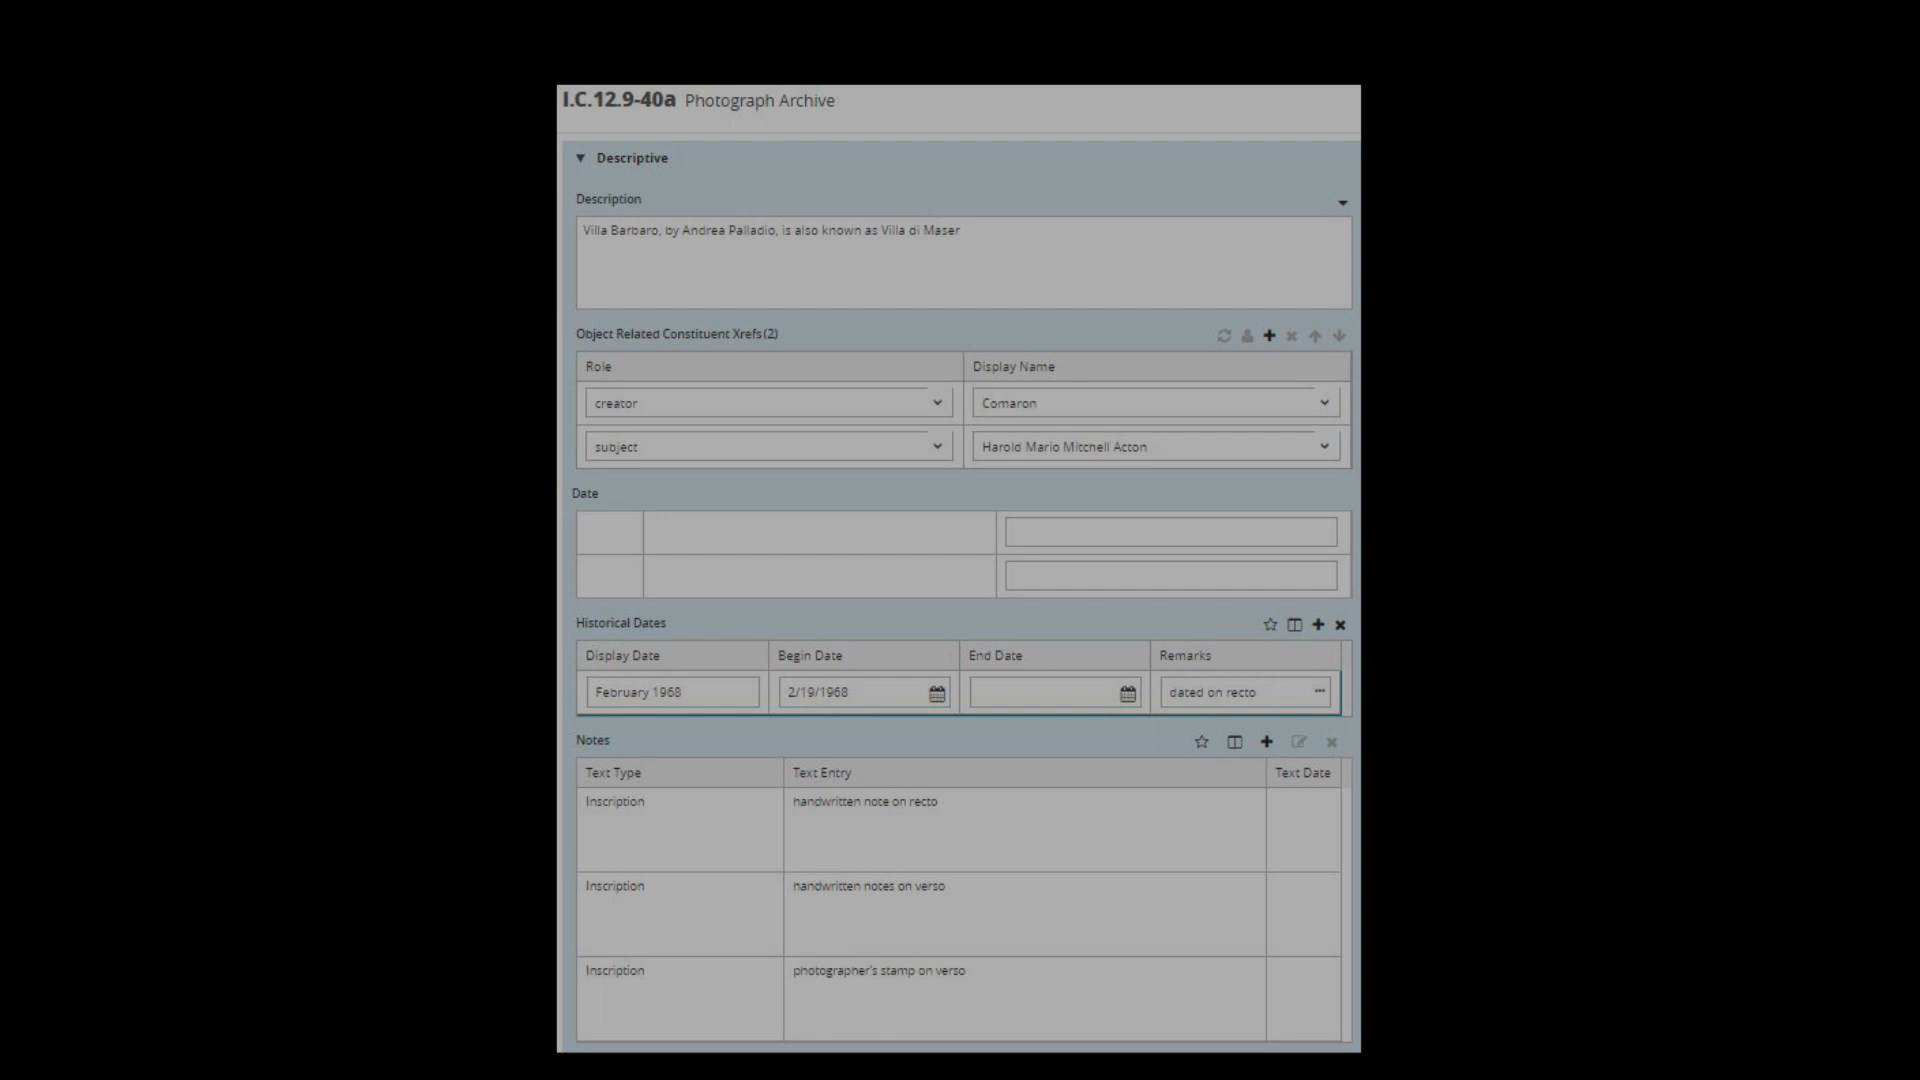 I.C.12.9-40a Photograph Archive
Descriptive
Description
Villa Barbaro, by Andrea Palladio, is also known as Villa di Maser
Object Related Constituent Xrefs (2)
Role Display Name
creator Comaron
subject Harold Mario Mitchell Acton
Date
Historical Dates
Display Date Begin Date End Date Remarks
February 1968 2/19/1968 dated on recto
Notes
Text Type Text Entry Text Date
Inscription handwritten note on recto
Inscription handwritten notes on verso
Inscription photographer's stamp on verso